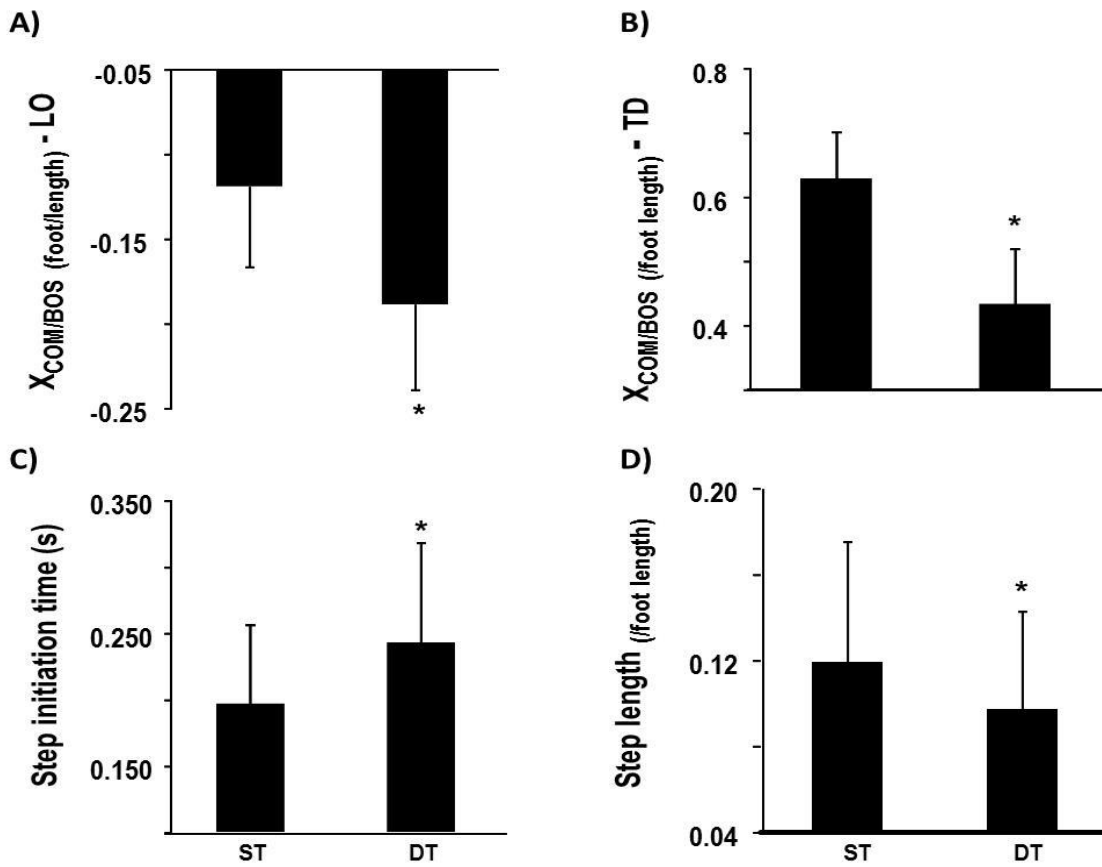 A)
X COM/BOS (foot/length) - LO
-0.05
-0.15
-0.25
*
B)
X COM/BOS (/foot length) - TD
0.8
0.6
0.4
*
C)
Step initiation time (s)
0.350
0.250
0.150
*
ST DT
D)
Step length (/foot length)
0.20
0.12
0.04
*
ST DT